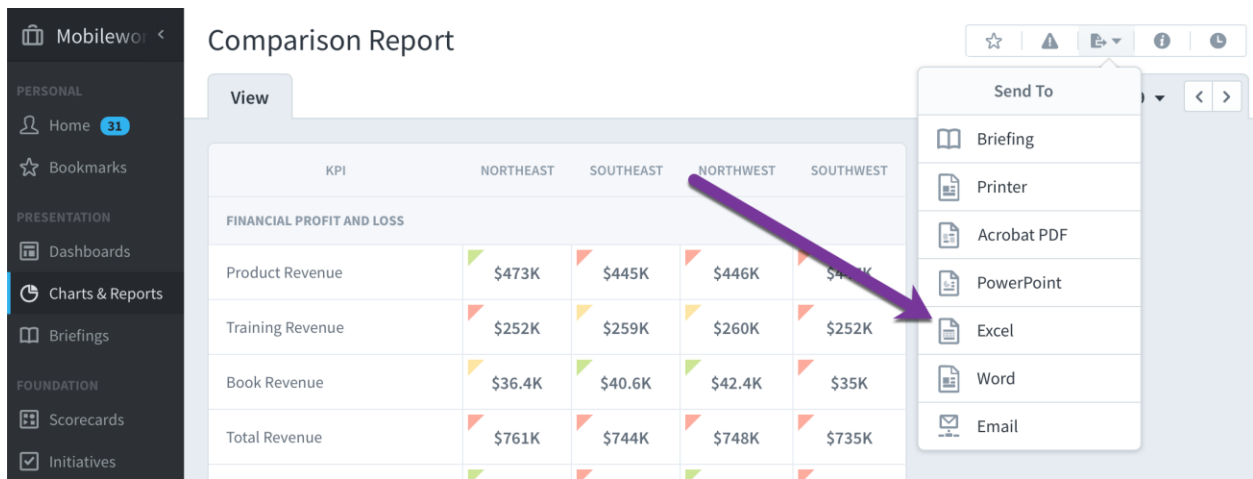 Mobilewor
Comparison Report
PERSONAL
Home 31
Bookmarks
PRESENTATION
Dashboards
Charts & Reports
Briefings
FOUNDATION
Scorecards
Initiatives
View
KPI NORTHEAST SOUTHEAST NORTHWEST SOUTHWEST
FINANCIAL PROFIT AND LOSS
Product Revenue $473K $445K $446K
Training Revenue $252K $259K $260K $252K
Book Revenue $36.4K $40.6K $42.4K $35K
Total Revenue $761K $744K $748K $735K
Send To
Briefing
Printer
Acrobat PDF
PowerPoint
Excel
Word
Email